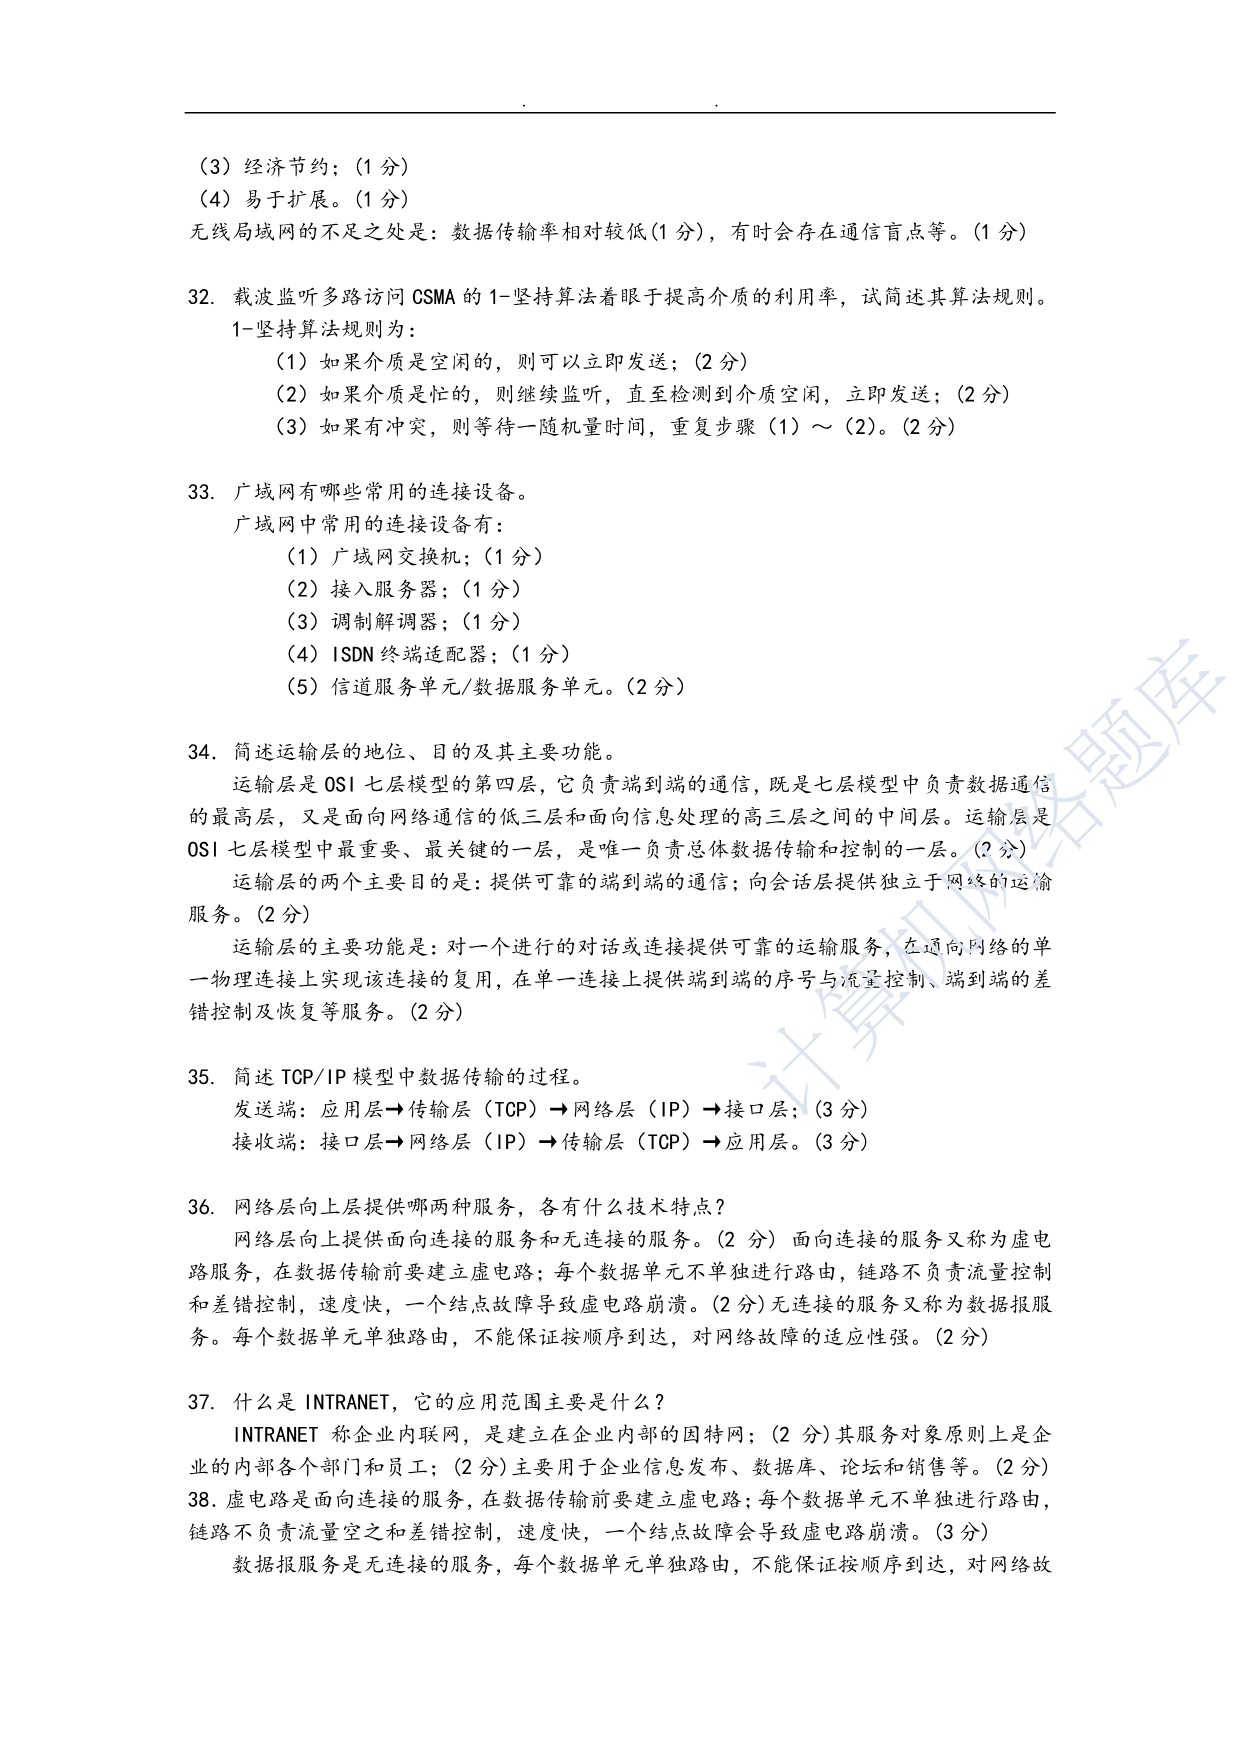 （3）经济节约；(1 分)
（4）易于扩展。(1 分)
无线局域网的不足之处是：数据传输率相对较低(1 分)，有时会存在通信盲点等。(1 分)
32. 载波监听多路访问 CSMA 的 1-坚持算法着眼于提高介质的利用率，试简述其算法规则。
1-坚持算法规则为：
（1）如果介质是空闲的，则可以立即发送；(2 分)
（2）如果介质是忙的，则继续监听，直至检测到介质空闲，立即发送；(2 分)
（3）如果有冲突，则等待一随机量时间，重复步骤（1）～（2）。(2 分)
33. 广域网有哪些常用的连接设备。
广域网中常用的连接设备有：
（1）广域网交换机；（1 分）
（2）接入服务器；（1 分）
（3）调制解调器；（1 分）
（4）ISDN 终端适配器；（1 分）
（5）信道服务单元/数据服务单元。（2 分）
34. 简述运输层的地位、目的及其主要功能。
运输层是 OSI 七层模型的第四层，它负责端到端的通信，既是七层模型中负责数据通信
的最高层，又是面向网络通信的低三层和面向信息处理的高三层之间的中间层。运输层是
OSI 七层模型中最重要、最关键的一层，是唯一负责总体数据传输和控制的一层。(2 分)
运输层的两个主要目的是：提供可靠的端到端的通信；向会话层提供独立于网络的运输
服务。(2 分)
运输层的主要功能是：对一个进行的对话或连接提供可靠的运输服务，在通向网络的单
一物理连接上实现该连接的复用，在单一连接上提供端到端的序号与流量控制、端到端的差
错控制及恢复等服务。(2 分)
35. 简述 TCP/IP 模型中数据传输的过程。
发送端：应用层→传输层（TCP）→网络层（IP）→接口层；(3 分)
接收端：接口层→网络层（IP）→传输层（TCP）→应用层。(3 分)
36. 网络层向上层提供哪两种服务，各有什么技术特点？
网络层向上提供面向连接的服务和无连接的服务。(2 分) 面向连接的服务又称为虚电
路服务，在数据传输前要建立虚电路；每个数据单元不单独进行路由，链路不负责流量控制
和差错控制，速度快，一个结点故障导致虚电路崩溃。(2 分)无连接的服务又称为数据报服
务。每个数据单元单独路由，不能保证按顺序到达，对网络故障的适应性强。(2 分)
37. 什么是 INTRANET，它的应用范围主要是什么？
INTRANET 称企业内联网，是建立在企业内部的因特网；(2 分)其服务对象原则上是企
业的内部各个部门和员工；(2 分)主要用于企业信息发布、数据库、论坛和销售等。(2 分)
38. 虚电路是面向连接的服务，在数据传输前要建立虚电路；每个数据单元不单独进行路由，
链路不负责流量空之和差错控制，速度快，一个结点故障会导致虚电路崩溃。(3 分)
数据报服务是无连接的服务，每个数据单元单独路由，不能保证按顺序到达，对网络故
计算机网络题库